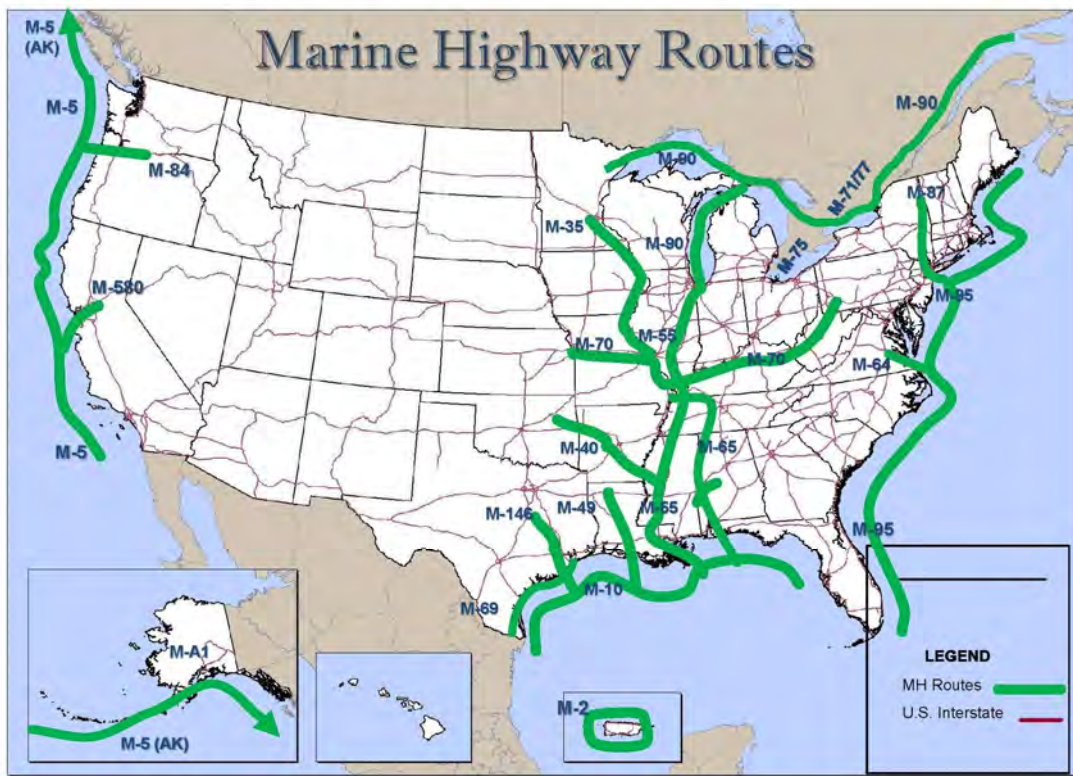 Marine Highway Routes
M-5
(AK)
M-5
M-84
M-580
M-5
M-90
M-90
M-71/77
M-87
M-35
M-90
M-75
M-95
M-70
M-55
M-70
M-64
M-40
M-65
M-49
M-55
M-146
M-95
M-69
M-10
M-A1
M-5 (AK)
M-2
LEGEND
MH Routes
U.S. Interstate